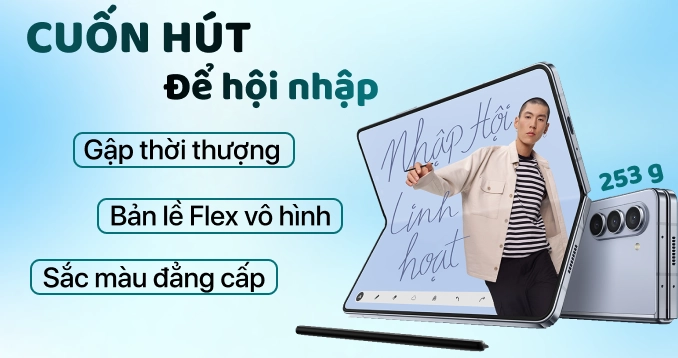 CUỐN HÚT
Để hội nhập
Gập thời thượng
Bản lề Flex vô hình
Sắc màu đẳng cấp
Nhập Hội
Linh
hoạt
253 g